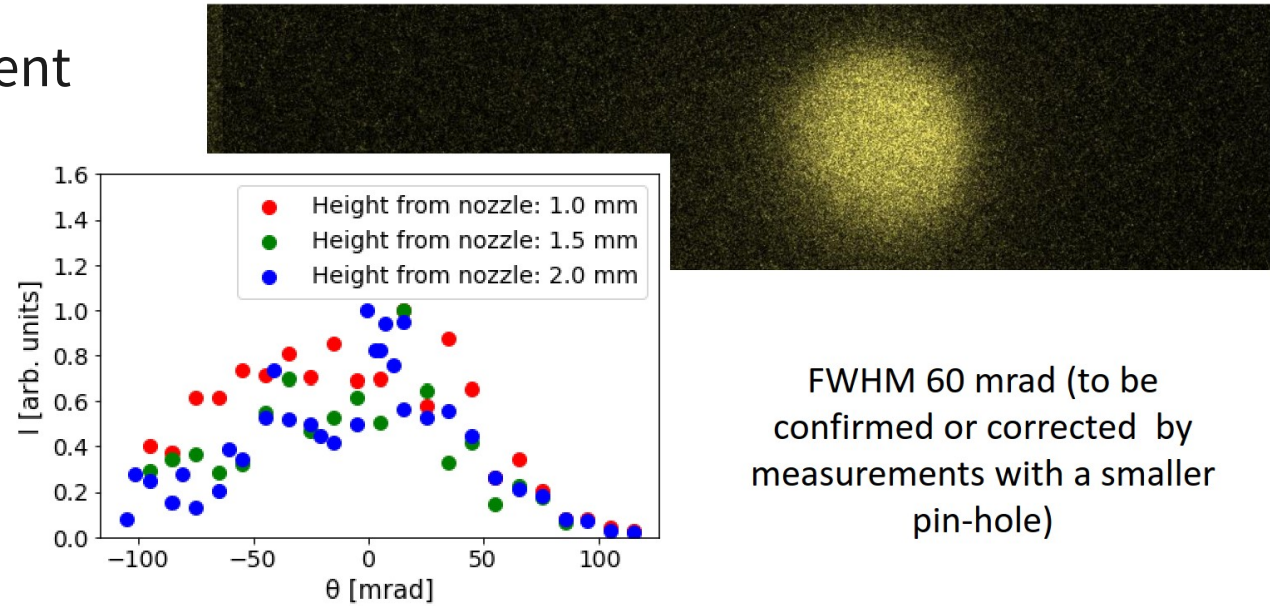 ent
1.6
1.4
1.2
1.0
0.8
0.6
0.4
0.2
0.0
I [arb. units]
Height from nozzle: 1.0 mm
Height from nozzle: 1.5 mm
Height from nozzle: 2.0 mm
−100
−50
0
50
100
θ [mrad]
FWHM 60 mrad (to be
confirmed or corrected by
measurements with a smaller
pin-hole)